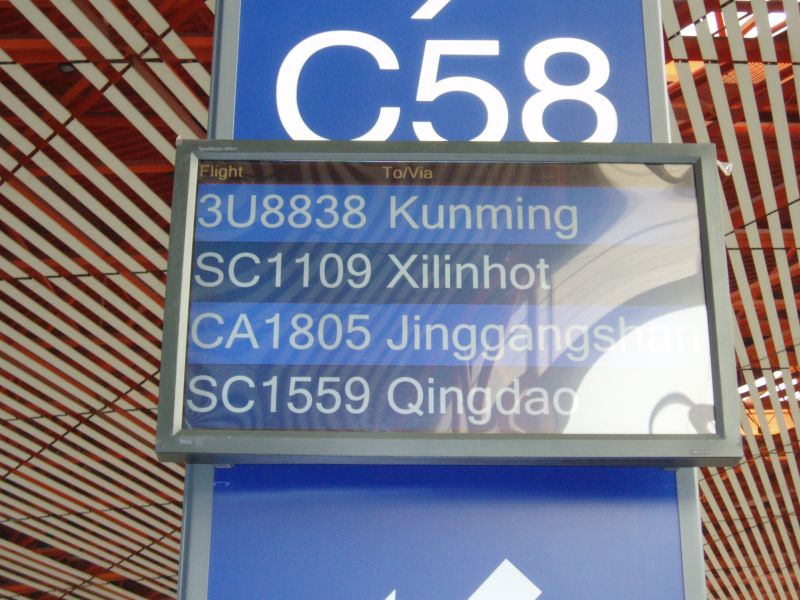 C58
Flight To/Via
3U8838 Kunming
SC1109 Xilinhot
CA1805 Jinggangshan
SC1559 Qingdao